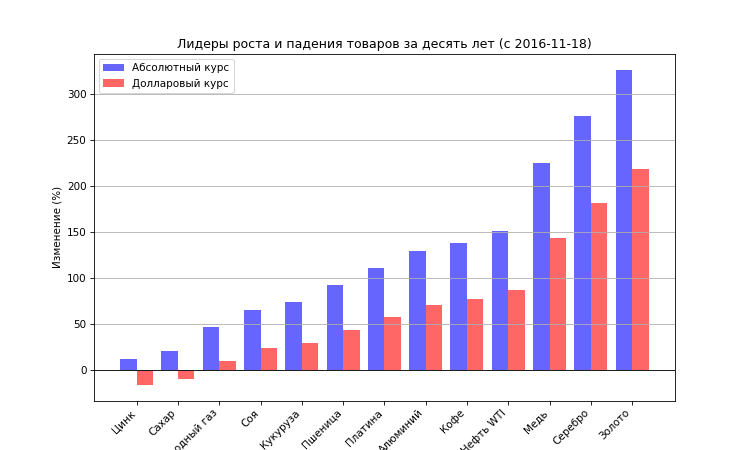 Лидеры роста и падения товаров за десять лет (с 2016-11-18)
Абсолютный курс
Долларовый курс
Изменение (%)
300
250
200
150
100
50
0
Цинк
Сахар
газ
Соя
Кукуруза
Пшеница
Платина
Алюминий
Кофе
Нефть WTI
Медь
Серебро
Золото